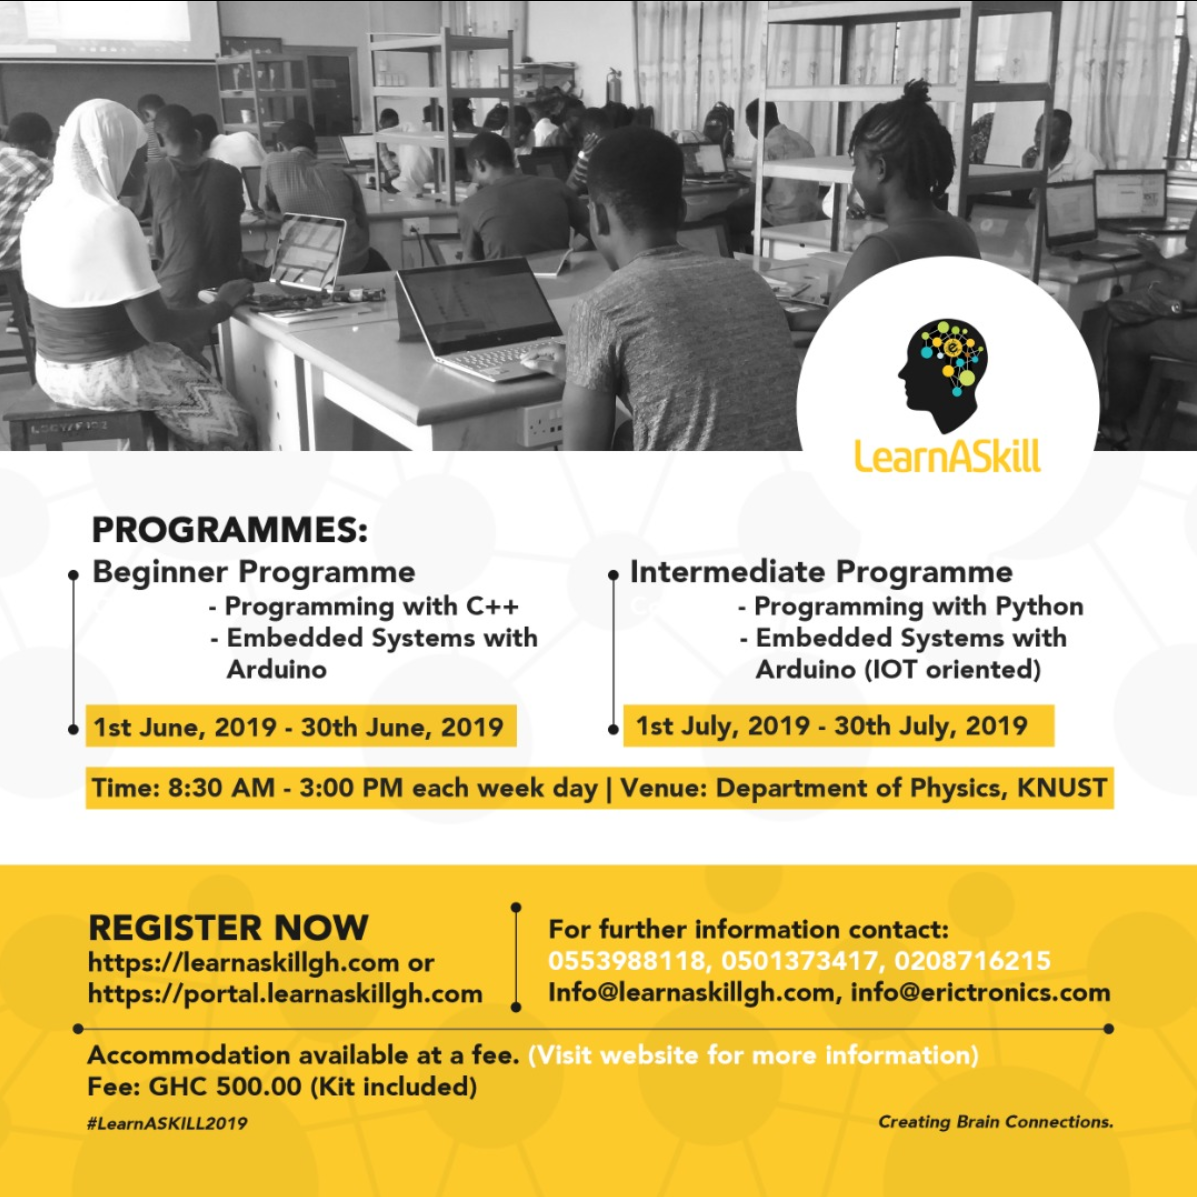 LearnASkill
PROGRAMMES:
Beginner Programme
- Programming with C++
- Embedded Systems with
Arduino
1st June, 2019 - 30th June, 2019
Intermediate Programme
- Programming with Python
- Embedded Systems with
Arduino (IOT oriented)
1st July, 2019 - 30th July, 2019
Time: 8:30 AM - 3:00 PM each week day | Venue: Department of Physics, KNUST
REGISTER NOW
https://learnaskillgh.com or
https://portal.learnaskillgh.com
For further information contact:
0553988118, 0501373417, 0208716215
Info@learnaskillgh.com, info@erictronics.com
Accommodation available at a fee. (Visit website for more information)
Fee: GHC 500.00 (Kit included)
#LearnASKILL2019
Creating Brain Connections.